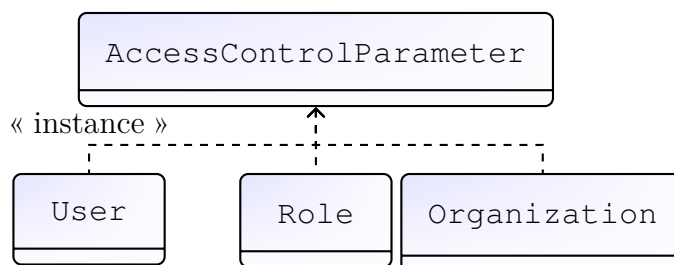 AccessControlParameter
« instance »
User
Role
Organization